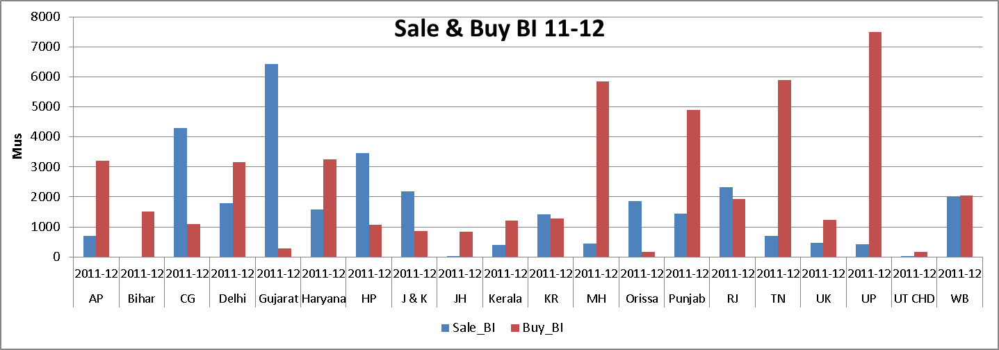 Sale & Buy BI 11-12
8000
7000
6000
5000
4000
3000
2000
1000
0
Mus
2011-12 2011-12 2011-12 2011-12 2011-12 2011-12 2011-12 2011-12 2011-12 2011-12 2011-12 2011-12 2011-12 2011-12 2011-12 2011-12 2011-12 2011-12 2011-12 2011-12
AP Bihar CG Delhi Gujarat Haryana HP J & K JH Kerala KR MH Orissa Punjab RJ TN UK UP UT CHD WB
Sale_BI Buy_BI